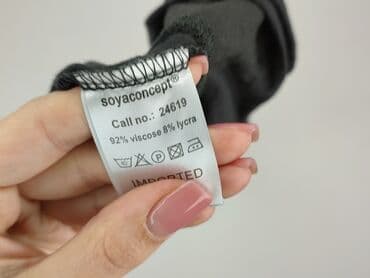 soyaconcept®
Call no.: 24619
92% viscose 8% lycra
IMPORTED